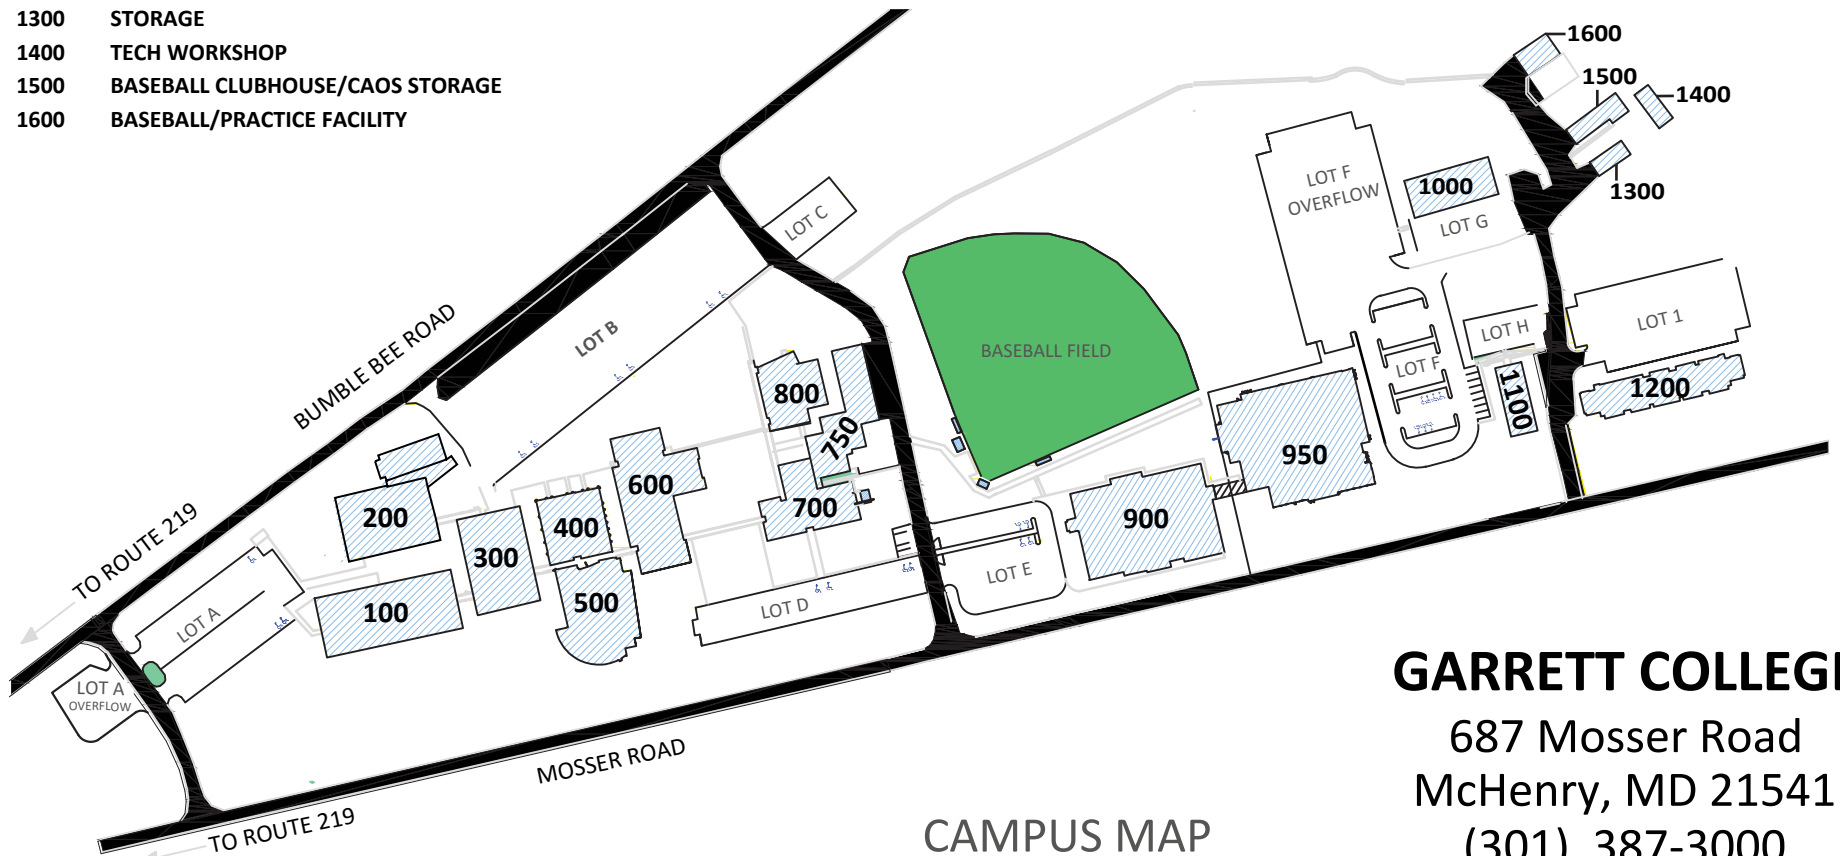 1300 STORAGE
1400 TECH WORKSHOP
1500 BASEBALL CLUBHOUSE/CAOS STORAGE
1600 BASEBALL/PRACTICE FACILITY
1600
1500
1400
1300
LOT F
OVERFLOW
1000
LOT G
LOT C
BUMBLE BEE ROAD
LOT B
BASEBALL FIELD
LOT H
LOT 1
LOT F
1100
1200
800
750
950
600
700
900
200
400
300
TO ROUTE 219
LOT A
100
500
LOT D
LOT E
LOT A
OVERFLOW
MOSSER ROAD
TO ROUTE 219
CAMPUS MAP
GARRETT COLLEGE
687 Mosser Road
McHenry, MD 21541
(301) 387-3000